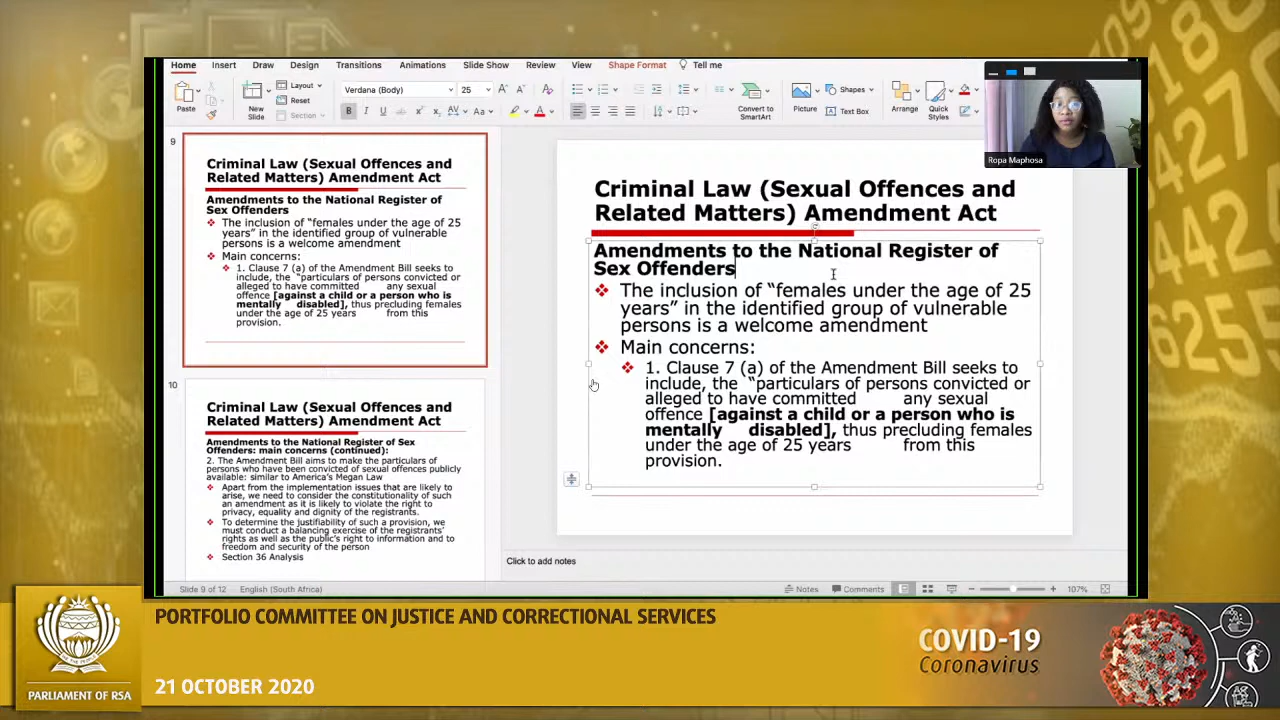 Home Insert Draw Design Transitions Animations Slide Show Review View Shape Format Tell me
Paste
New
Slide
Layout
Reset
Section
Verdana (Body) 25
Convert to
SmartArt
Picture
Shapes
Text Box
Arrange
Quick
Styles
Ropa Maphosa
9
Criminal Law (Sexual Offences and
Related Matters) Amendment Act
Amendments to the National Register of
Sex Offenders
The inclusion of “females under the age of 25
years” in the identified group of vulnerable
persons is a welcome amendment
Main concerns:
1. Clause 7 (a) of the Amendment Bill seeks to
include, the “particulars of persons convicted or
alleged to have committed any sexual
offence [against a child or a person who is
mentally disabled], thus precluding females
under the age of 25 years from this
provision.
10
Criminal Law (Sexual Offences and
Related Matters) Amendment Act
Amendments to the National Register of Sex
Offenders: main concerns (continued):
2. The Amendment Bill aims to make the particulars of
persons who have been convicted of sexual offences publicly
available: similar to America's Megan Law
Apart from the implementation issues that are likely to
arise, we need to consider the constitutionality of such
an amendment as it is likely to violate the right to
privacy, equality and dignity of the registrants.
To determine the justifiability of such a provision, we
must conduct a balancing exercise of the registrants'
rights as well as the public's right to information and to
freedom and security of the person
Section 36 Analysis
Criminal Law (Sexual Offences and
Related Matters) Amendment Act
Amendments to the National Register of
Sex Offenders
The inclusion of “females under the age of 25
years” in the identified group of vulnerable
persons is a welcome amendment
Main concerns:
1. Clause 7 (a) of the Amendment Bill seeks to
include, the “particulars of persons convicted or
alleged to have committed any sexual
offence [against a child or a person who is
mentally disabled], thus precluding females
under the age of 25 years from this
provision.
Click to add notes
Slide 9 of 12 English (South Africa) Notes Comments 107%
PORTFOLIO COMMITTEE ON JUSTICE AND CORRECTIONAL SERVICES
21 OCTOBER 2020
PARLIAMENT OF RSA
COVID-19
Coronavirus